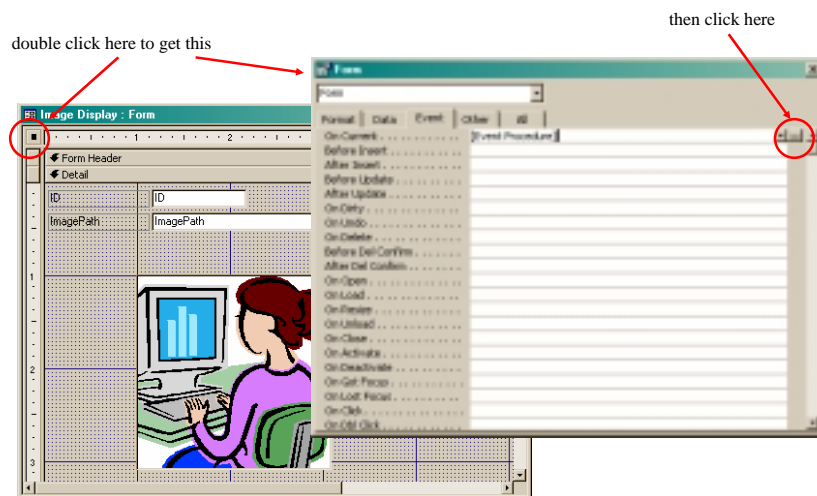 then click here
double click here to get this
Form
Form
Format Data Event Other All
On Current . . . . . . . . . . . . . [Event Procedure]
Before Insert . . . . . . . . . . .
After Insert . . . . . . . . . . . .
Before Update . . . . . . . . . .
After Update . . . . . . . . . . .
On Dirty . . . . . . . . . . . . . . .
On Undo . . . . . . . . . . . . . .
On Delete . . . . . . . . . . . . .
Before Del Confirm . . . . . . .
After Del Confirm . . . . . . . .
On Open . . . . . . . . . . . . . .
On Load . . . . . . . . . . . . . .
On Resize . . . . . . . . . . . . .
On Unload . . . . . . . . . . . . .
On Close . . . . . . . . . . . . . .
On Activate . . . . . . . . . . . .
On Deactivate . . . . . . . . . .
On Got Focus . . . . . . . . . . .
On Lost Focus . . . . . . . . . .
On Click . . . . . . . . . . . . . . .
On Dbl Click . . . . . . . . . . . .
Image Display : Form
1 2
Form Header
Detail
ID ID
ImagePath ImagePath
1
2
3